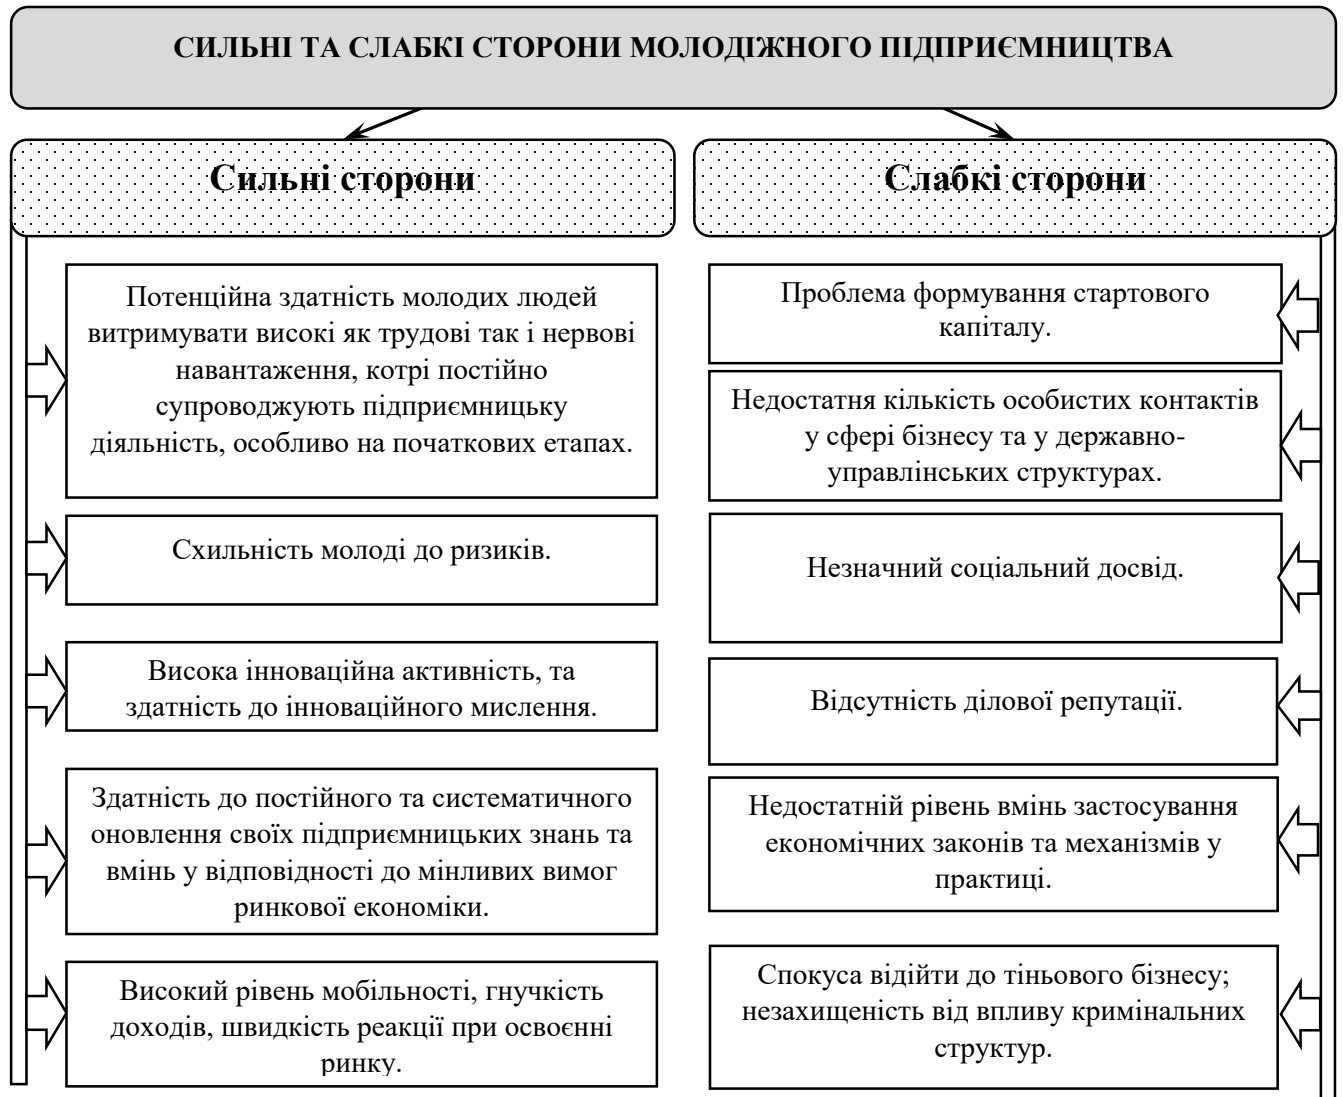 СИЛЬНІ ТА СЛАБКІ СТОРОНИ МОЛОДІЖНОГО ПІДПРИЄМНИЦТВА
Сильні сторони
Потенційна здатність молодих людей
витримувати високі як трудові так і нервові
навантаження, котрі постійно
супроводжують підприємницьку
діяльність, особливо на початкових етапах.
Схильність молоді до ризиків.
Висока інноваційна активність, та
здатність до інноваційного мислення.
Здатність до постійного та систематичного
оновлення своїх підприємницьких знань та
вмінь у відповідності до мінливих вимог
ринкової економіки.
Високий рівень мобільності, гнучкість
доходів, швидкість реакції при освоєнні
ринку.
Слабкі сторони
Проблема формування стартового
капіталу.
Недостатня кількість особистих контактів
у сфері бізнесу та у державно-
управлінських структурах.
Незначний соціальний досвід.
Відсутність ділової репутації.
Недостатній рівень вмінь застосування
економічних законів та механізмів у
практиці.
Спокуса відійти до тіньового бізнесу;
незахищеність від впливу кримінальних
структур.